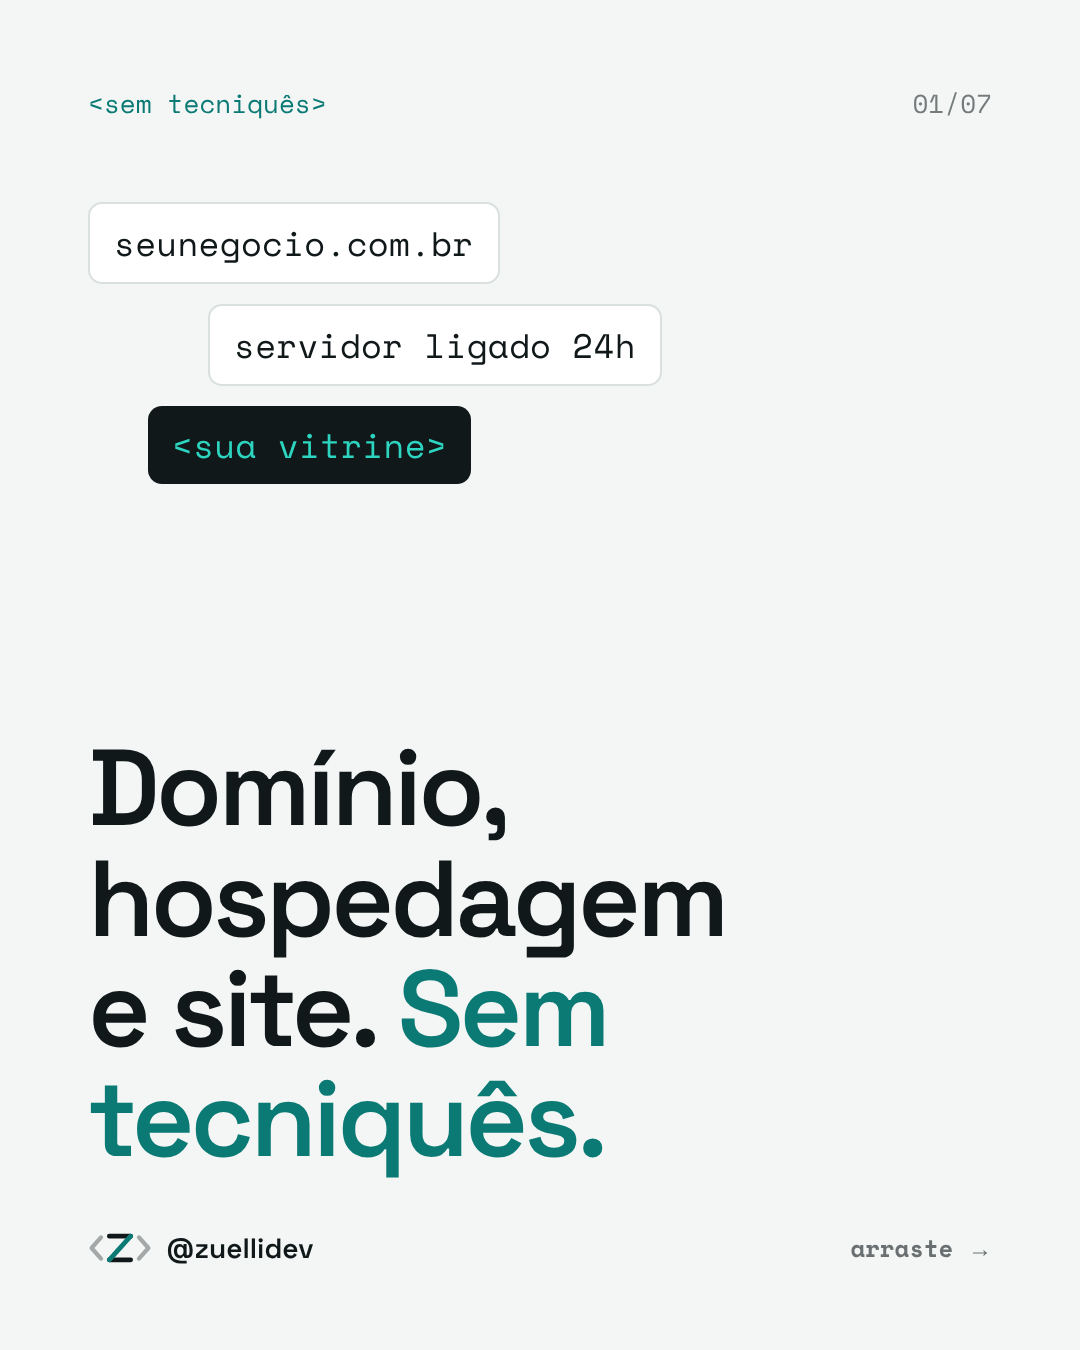 <sem tecniquês>
01/07
seunegocio.com.br
servidor ligado 24h
<sua vitrine>
Domínio,
hospedagem
e site. Sem
tecniquês.
<Z> @zuellidev
arraste →